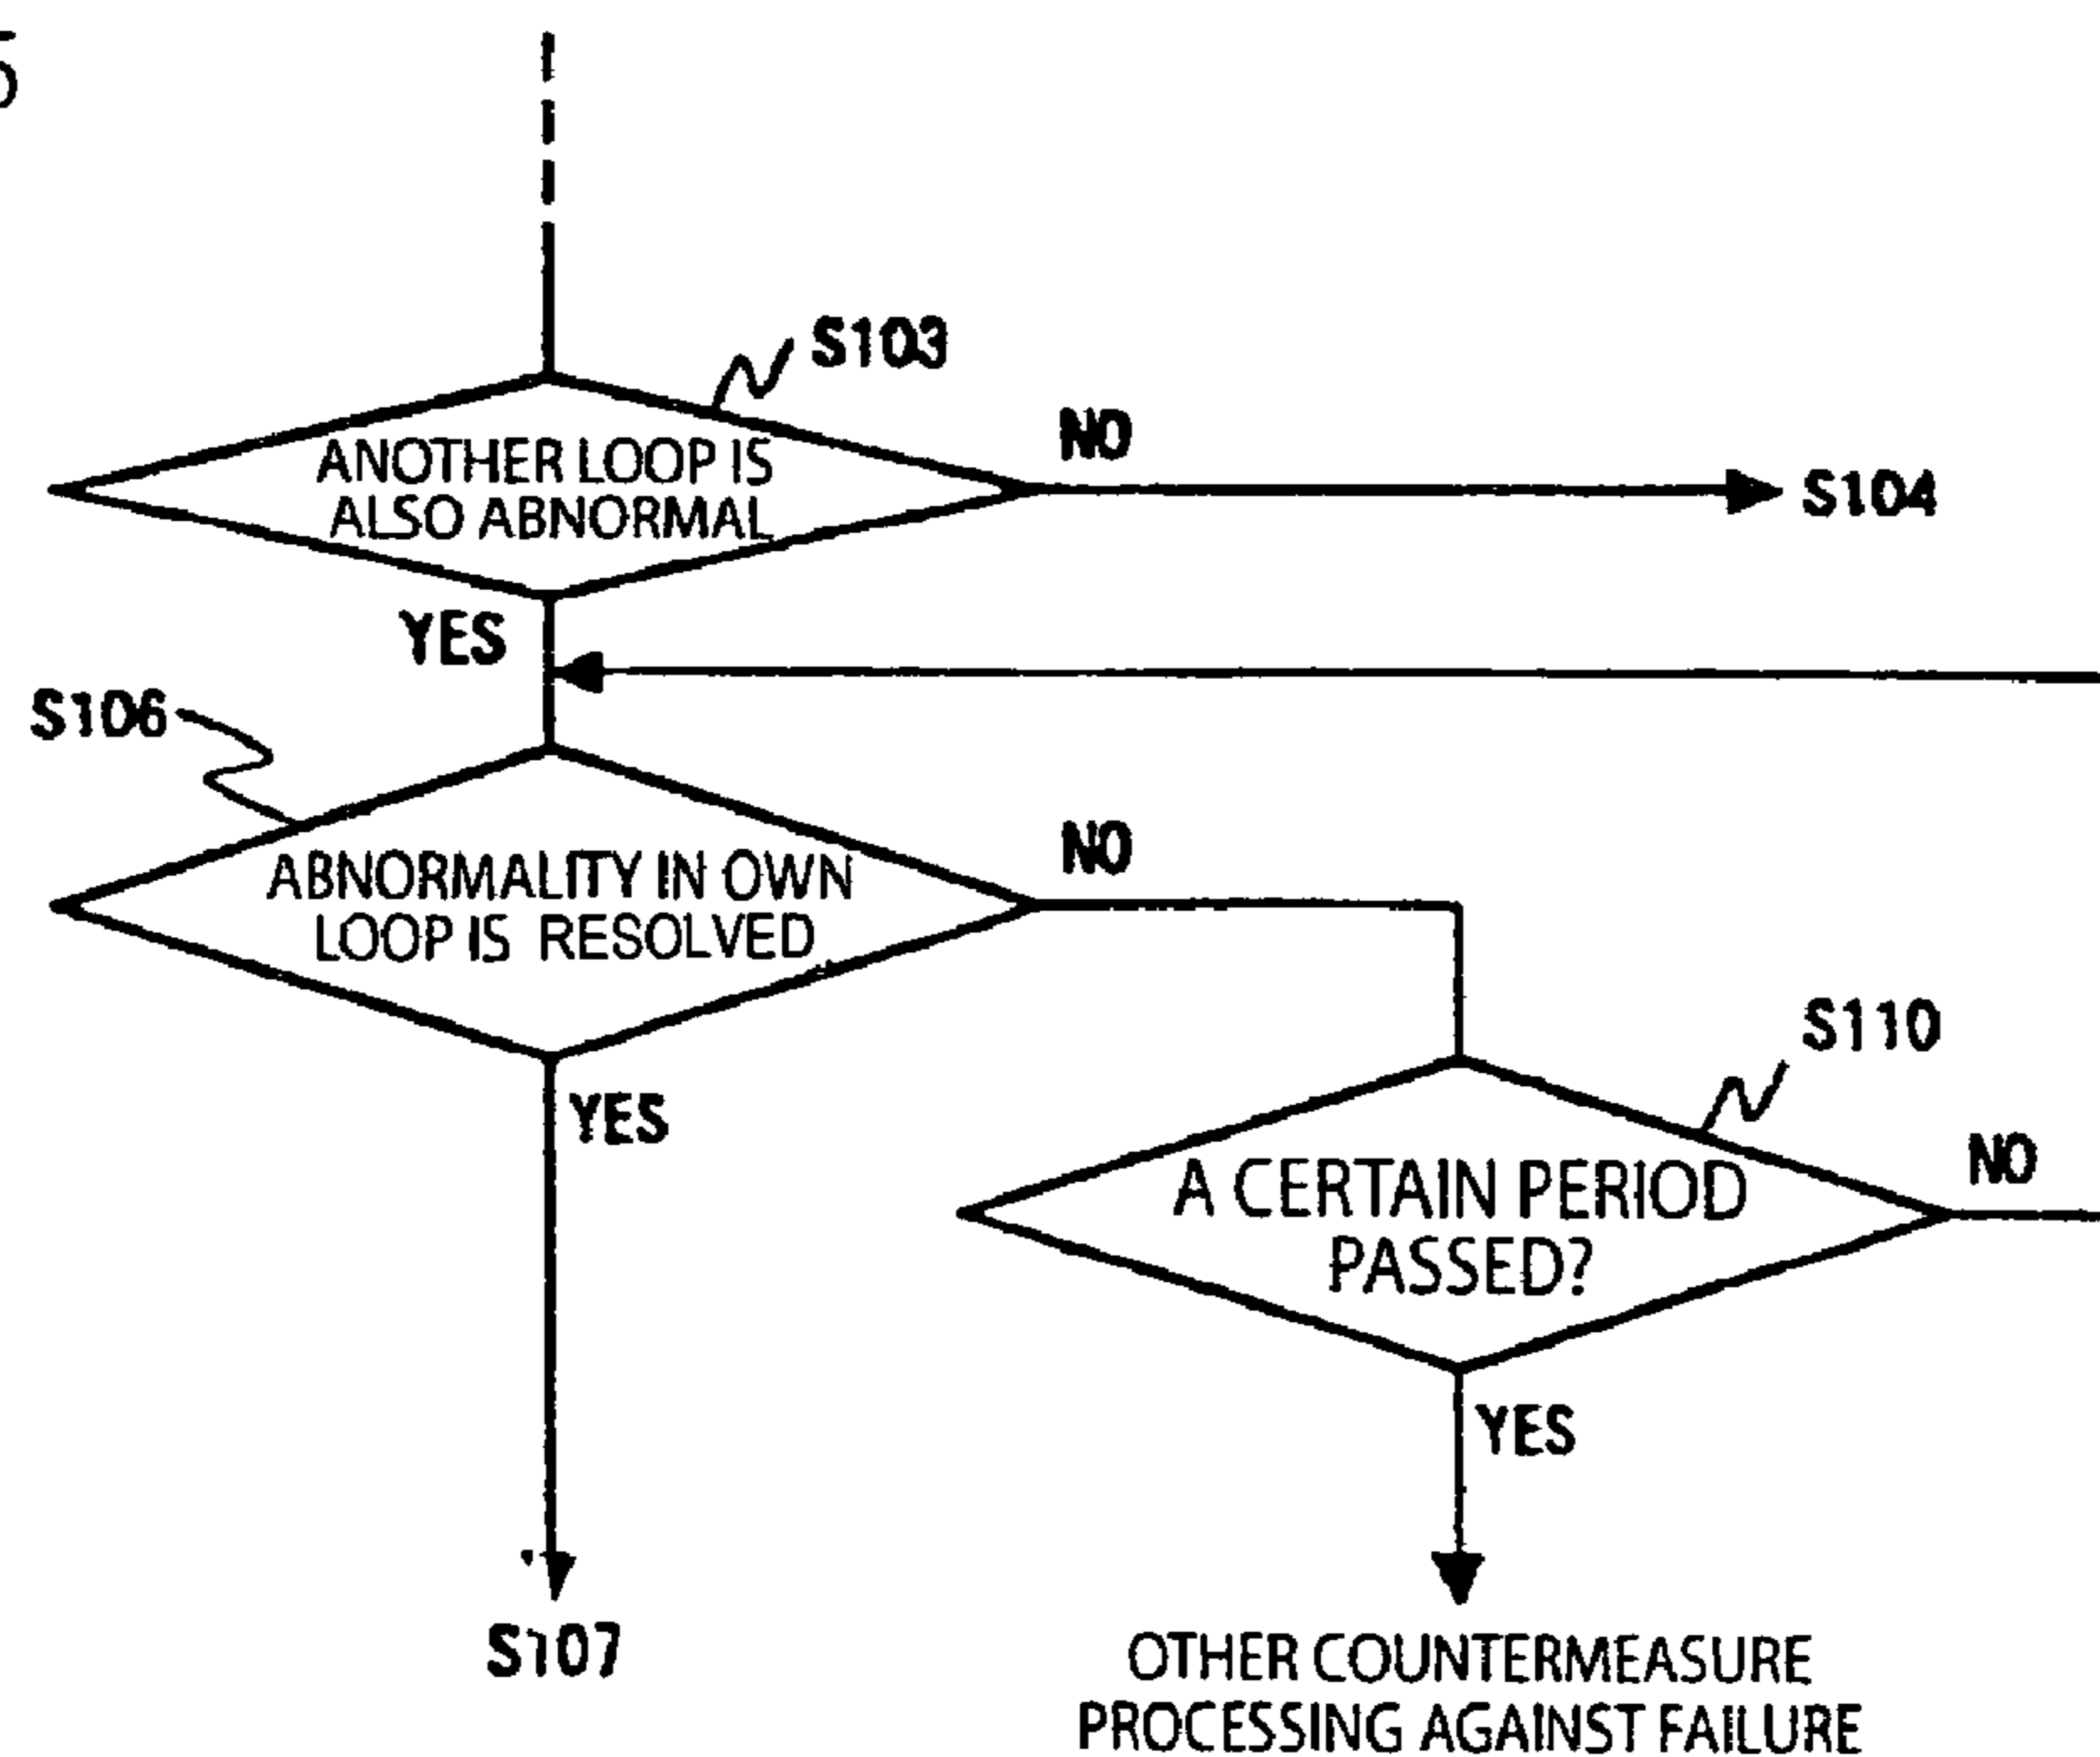 5
S103
ANOTHER LOOP IS
ALSO ABNORMAL
NO
S104
YES
S106
ABNORMALITY IN OWN
LOOP IS RESOLVED
NO
S110
YES
A CERTAIN PERIOD
PASSED?
NO
YES
S107
OTHER COUNTERMEASURE
PROCESSING AGAINST FAILURE